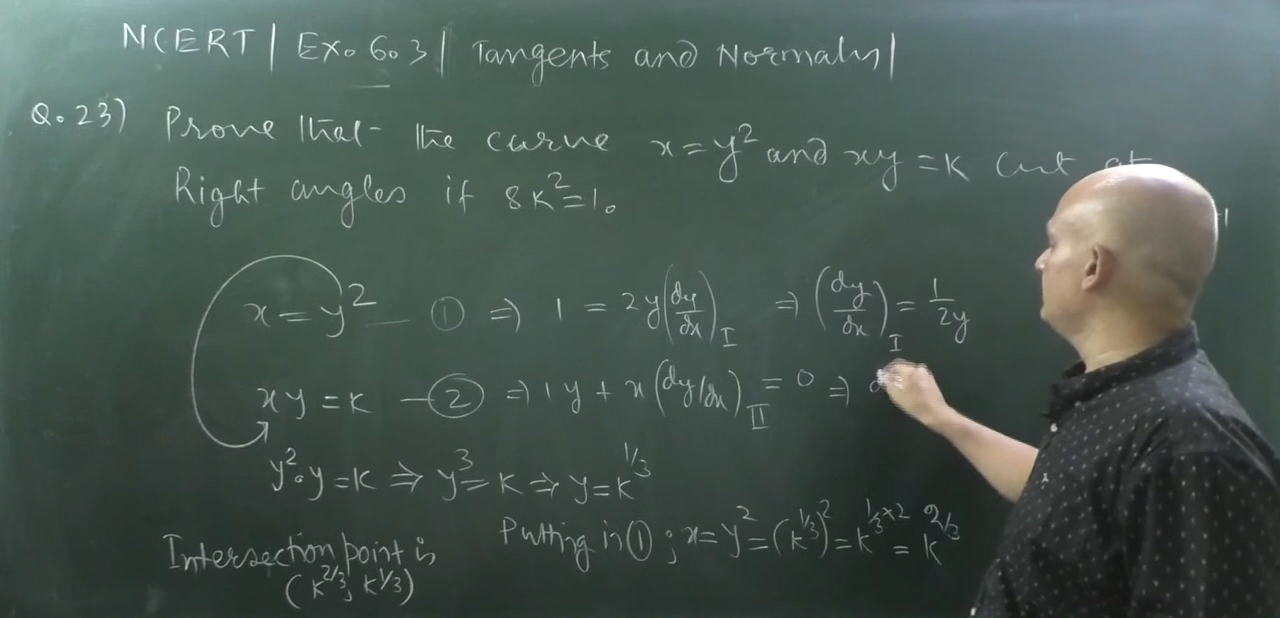 NCERT | Ex. 6.3 | Tangents and Normals |
Q.23) Prove that the curve x = y² and xy = K cut at
Right angles if 8K² = 1.
x = y² — ① ⇒ 1 = 2y (dy/dx)_I ⇒ (dy/dx)_I = 1/2y
xy = K — ② ⇒ 1y + x (dy/dx)_II = 0 ⇒
y².y = K ⇒ y³ = K ⇒ y = K^1/3
Putting in ① ; x = y² = (K^1/3)² = K^1/3×2 = K^2/3
Intersection point is
(K^2/3, K^1/3)